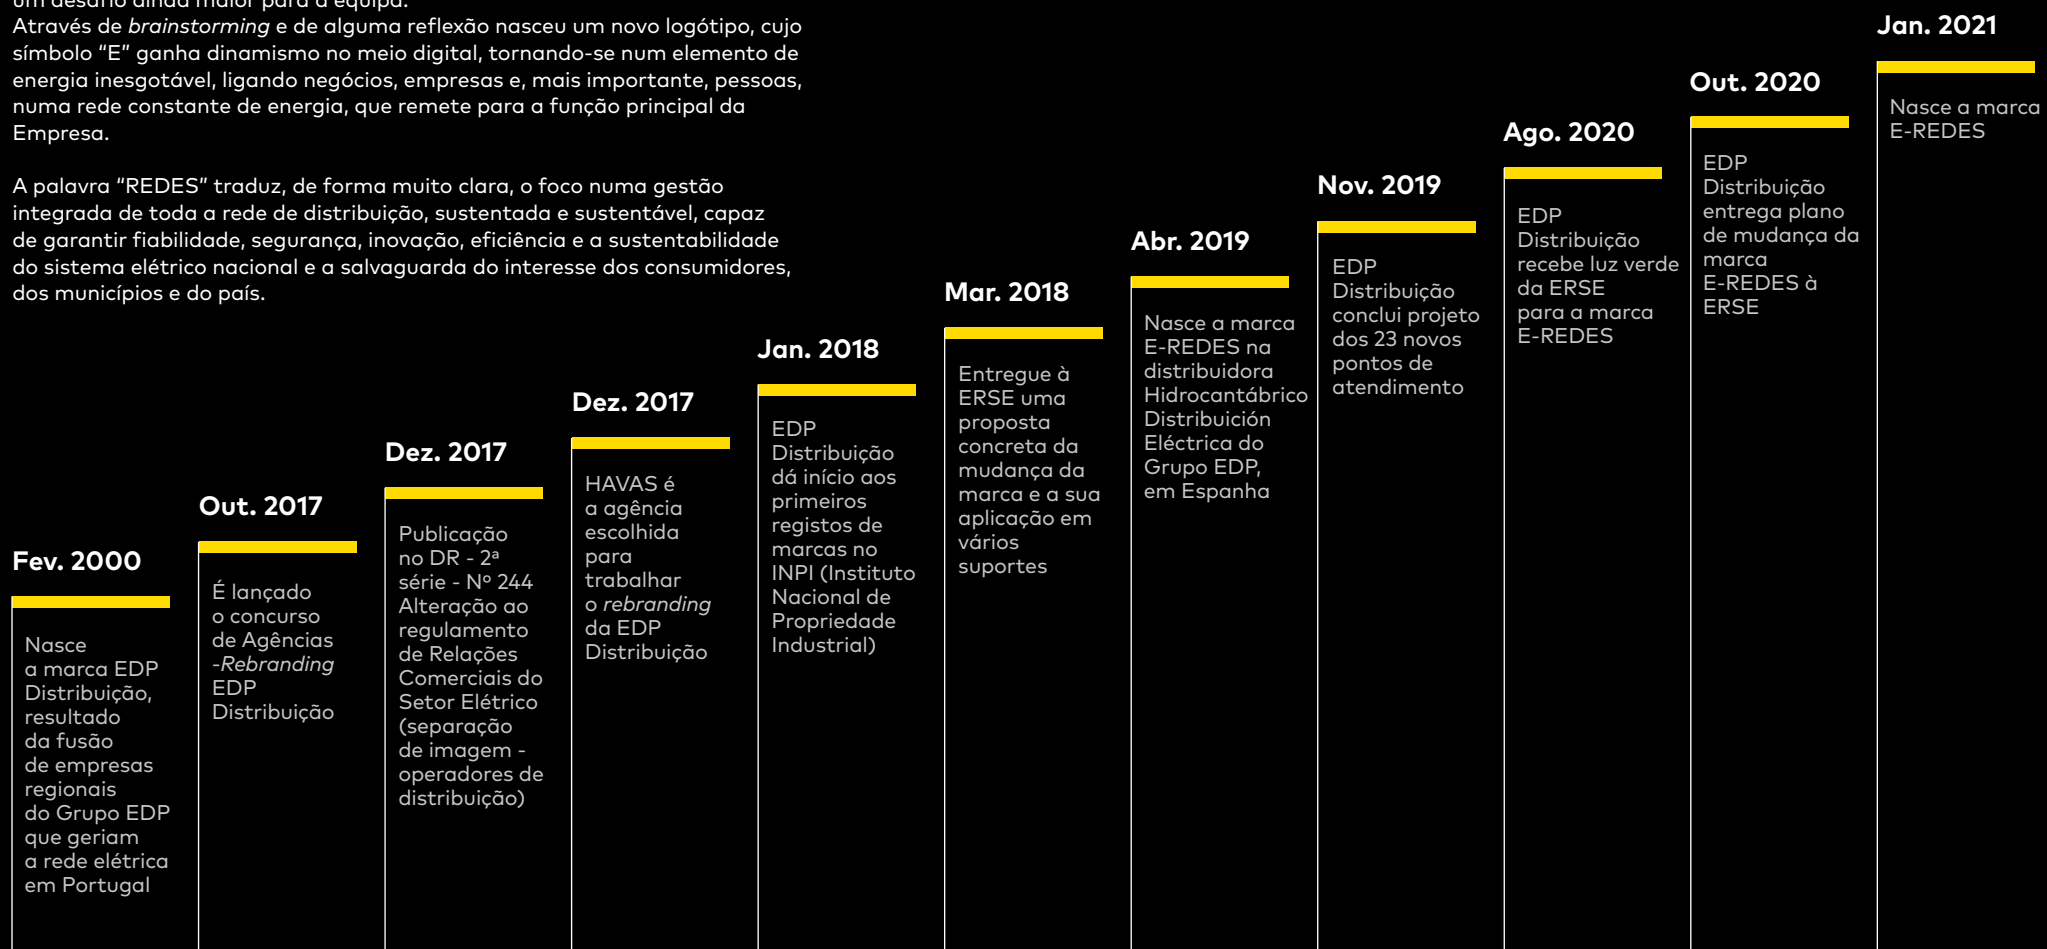 um desafio ainda maior para a equipa.
Através de brainstorming e de alguma reflexão nasceu um novo logótipo, cujo
símbolo “E” ganha dinamismo no meio digital, tornando-se num elemento de
energia inesgotável, ligando negócios, empresas e, mais importante, pessoas,
numa rede constante de energia, que remete para a função principal da
Empresa.
A palavra “REDES” traduz, de forma muito clara, o foco numa gestão
integrada de toda a rede de distribuição, sustentada e sustentável, capaz
de garantir fiabilidade, segurança, inovação, eficiência e a sustentabilidade
do sistema elétrico nacional e a salvaguarda do interesse dos consumidores,
dos municípios e do país.
Fev. 2000
Nasce
a marca EDP
Distribuição,
resultado
da fusão
de empresas
regionais
do Grupo EDP
que geriam
a rede elétrica
em Portugal
Out. 2017
É lançado
o concurso
de Agências
-Rebranding
EDP
Distribuição
Dez. 2017
Publicação
no DR - 2ª
série - Nº 244
Alteração ao
regulamento
de Relações
Comerciais do
Setor Elétrico
(separação
de imagem -
operadores de
distribuição)
Dez. 2017
HAVAS é
a agência
escolhida
para
trabalhar
o rebranding
da EDP
Distribuição
Jan. 2018
EDP
Distribuição
dá início aos
primeiros
registos de
marcas no
INPI (Instituto
Nacional de
Propriedade
Industrial)
Mar. 2018
Entregue à
ERSE uma
proposta
concreta da
mudança da
marca e a sua
aplicação em
vários
suportes
Abr. 2019
Nasce a marca
E-REDES na
distribuidora
Hidrocantábrico
Distribuición
Eléctrica do
Grupo EDP,
em Espanha
Nov. 2019
EDP
Distribuição
conclui projeto
dos 23 novos
pontos de
atendimento
Ago. 2020
EDP
Distribuição
recebe luz verde
da ERSE
para a marca
E-REDES
Out. 2020
EDP
Distribuição
entrega plano
de mudança da
marca
E-REDES à
ERSE
Jan. 2021
Nasce a marca
E-REDES